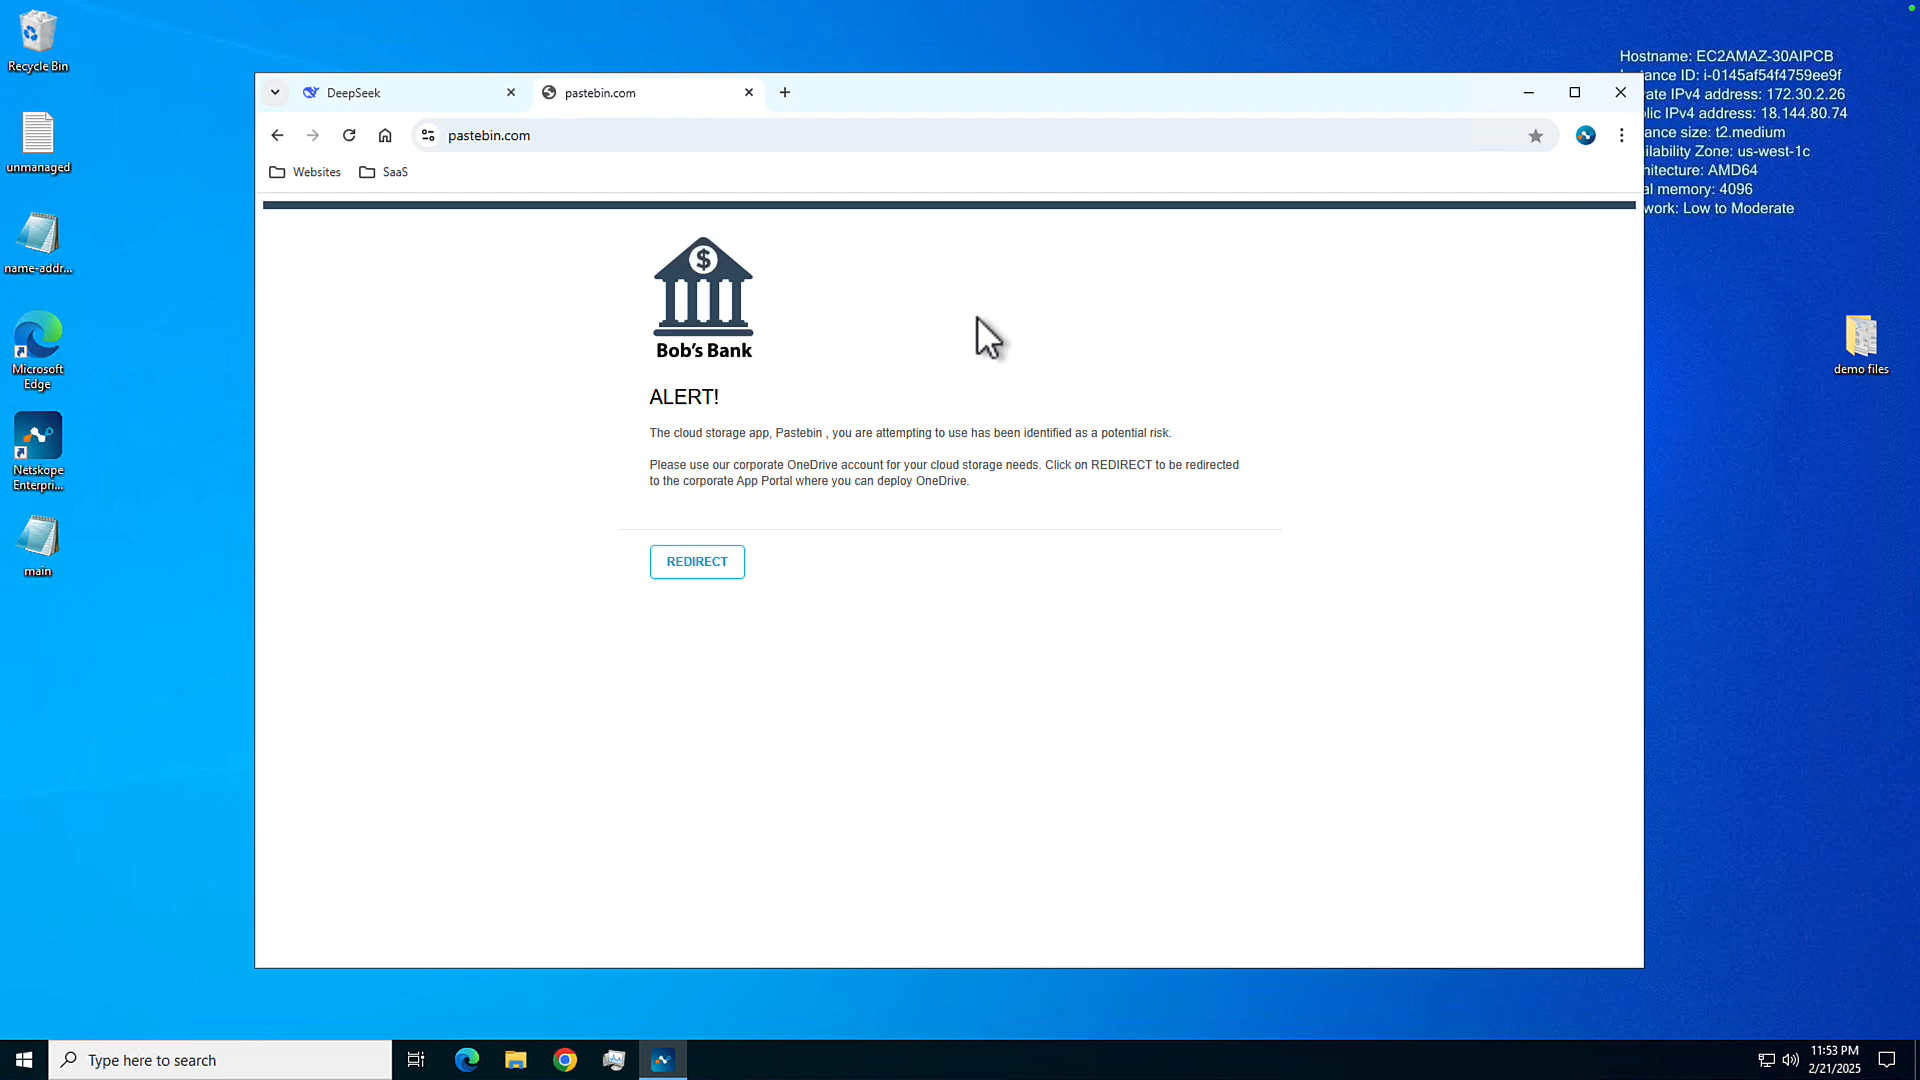 Recycle Bin
unmanaged
name-addr...
Microsoft
Edge
Netskope
Enterpri...
main
Hostname: EC2AMAZ-30AIPCB
tance ID: i-0145af54f4759ee9f
rate IPv4 address: 172.30.2.26
lic IPv4 address: 18.144.80.74
ance size: t2.medium
ilability Zone: us-west-1c
hitecture: AMD64
al memory: 4096
work: Low to Moderate
demo files
DeepSeek
pastebin.com
pastebin.com
Websites
SaaS
$
Bob's Bank
ALERT!
The cloud storage app, Pastebin , you are attempting to use has been identified as a potential risk.
Please use our corporate OneDrive account for your cloud storage needs. Click on REDIRECT to be redirected
to the corporate App Portal where you can deploy OneDrive.
REDIRECT
Type here to search
11:53 PM
2/21/2025